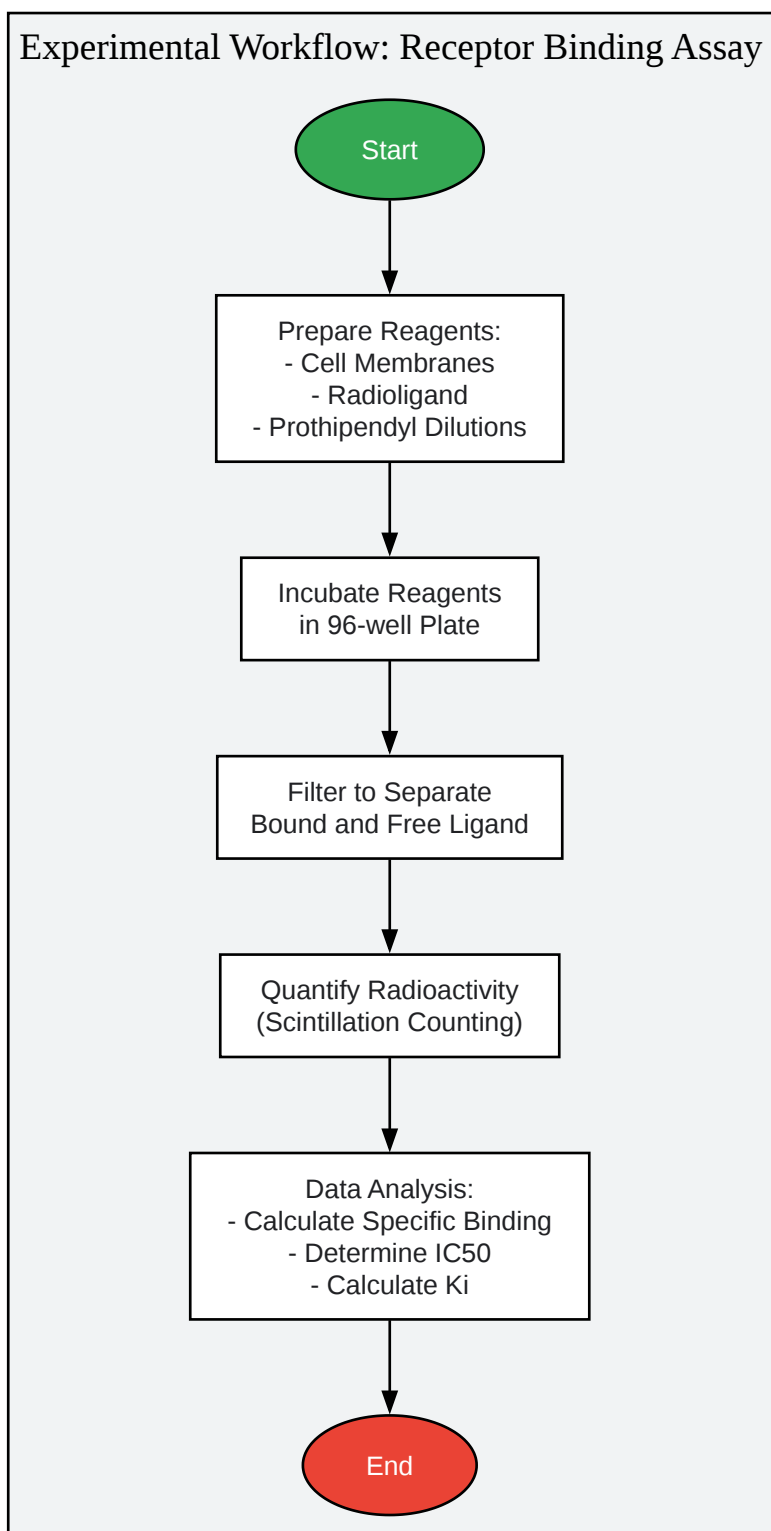 Experimental Workflow: Receptor Binding Assay
Start
Prepare Reagents:
- Cell Membranes
- Radioligand
- Prothipendyl Dilutions
Incubate Reagents
in 96-well Plate
Filter to Separate
Bound and Free Ligand
Quantify Radioactivity
(Scintillation Counting)
Data Analysis:
- Calculate Specific Binding
- Determine IC50
- Calculate Ki
End